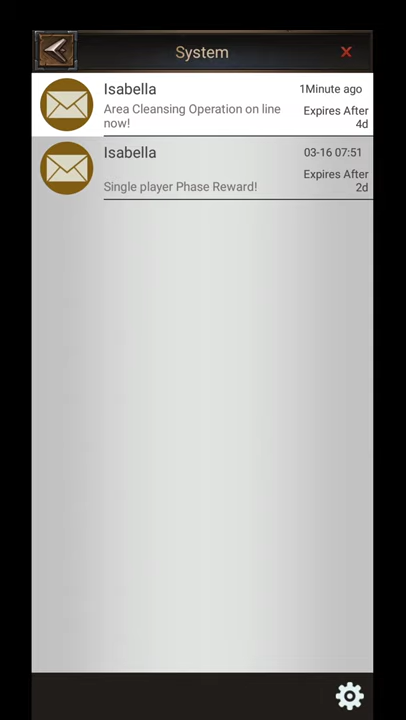 System
X
Isabella
1Minute ago
Area Cleansing Operation on line
now!
Expires After
4d
Isabella
03-16 07:51
Single player Phase Reward!
Expires After
2d